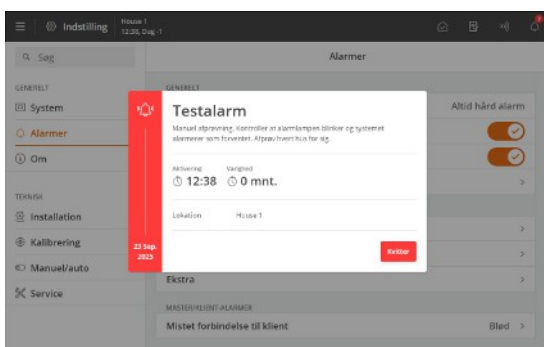 Indstilling
House 1
12:38, Dag -1
Søg
Alarmer
GENERELT
System
Alarmer
Om
TEKNISK
Installation
Kalibrering
Manuel/auto
Service
GENERELT
Altid hård alarm
Testalarm
Manuel afprøvning. Kontroller at alarmlampen blinker og systemet
alarmerer som forventet. Afprøv hvert hus for sig.
Aktivering
Varighed
12:38
0 mnt.
Lokation
House 1
23 Sep.
2025
Kvitter
Ekstra
MASTER/KLIENT-ALARMER
Mistet forbindelse til klient
Blød